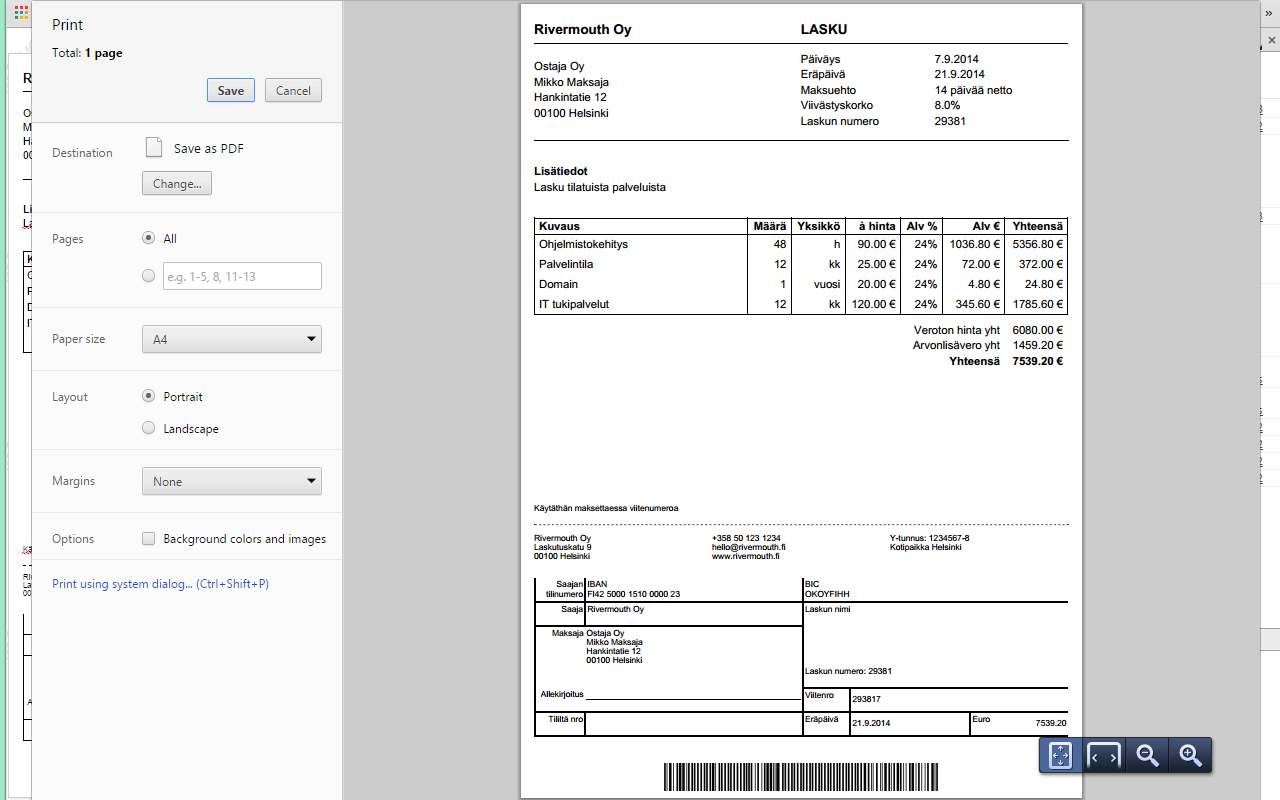 Print
Total: 1 page
Save Cancel
Destination Save as PDF
Change...
Pages All
e.g. 1-5, 8, 11-13
Paper size A4
Layout Portrait
Landscape
Margins None
Options Background colors and images
Print using system dialog... (Ctrl+Shift+P)
Rivermouth Oy LASKU
Ostaja Oy
Mikko Maksaja
Hankintatie 12
00100 Helsinki
Päiväys 7.9.2014
Eräpäivä 21.9.2014
Maksuehto 14 päivää netto
Viivästyskorko 8.0%
Laskun numero 29381
Lisätiedot
Lasku tilatuista palveluista
Kuvaus Määrä Yksikkö à hinta Alv % Alv € Yhteensä
Ohjelmistokehitys 48 h 90.00 € 24% 1036.80 € 5356.80 €
Palvelintila 12 kk 25.00 € 24% 72.00 € 372.00 €
Domain 1 vuosi 20.00 € 24% 4.80 € 24.80 €
IT tukipalvelut 12 kk 120.00 € 24% 345.60 € 1785.60 €
Veroton hinta yht 6080.00 €
Arvonlisävero yht 1459.20 €
Yhteensä 7539.20 €
Käytäthän maksettaessa viitenumeroa
Rivermouth Oy +358 50 123 1234 Y-tunnus: 1234567-8
Laskutuskatu 9 hello@rivermouth.fi Kotipaikka Helsinki
00100 Helsinki www.rivermouth.fi
Saajan IBAN BIC
tilinumero FI42 5000 1510 0000 23 OKOYFIHH
Saaja Rivermouth Oy Laskun nimi
Maksaja Ostaja Oy
Mikko Maksaja
Hankintatie 12
00100 Helsinki
Laskun numero: 29381
Allekirjoitus Viitenro 293817
Tililtä nro Eräpäivä 21.9.2014 Euro 7539.20